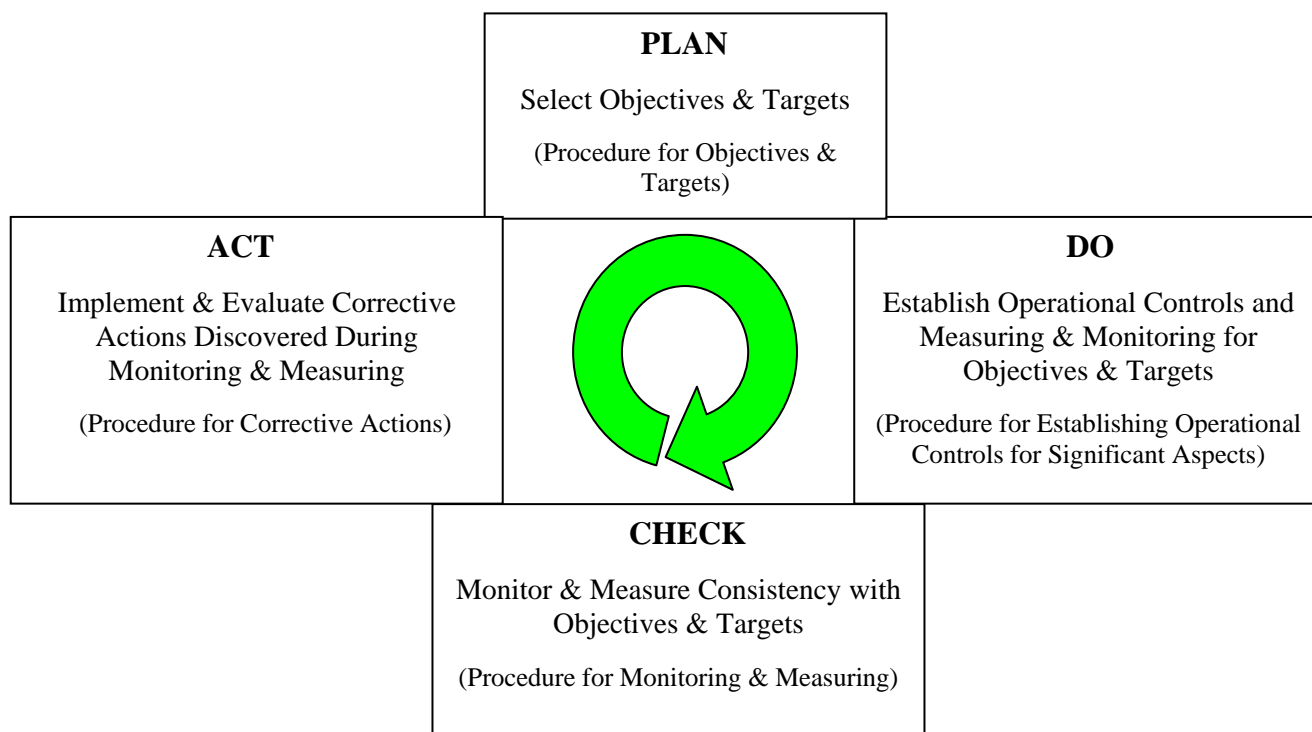 PLAN
Select Objectives & Targets
(Procedure for Objectives &
Targets)
ACT
Implement & Evaluate Corrective
Actions Discovered During
Monitoring & Measuring
(Procedure for Corrective Actions)
DO
Establish Operational Controls and
Measuring & Monitoring for
Objectives & Targets
(Procedure for Establishing Operational
Controls for Significant Aspects)
CHECK
Monitor & Measure Consistency with
Objectives & Targets
(Procedure for Monitoring & Measuring)